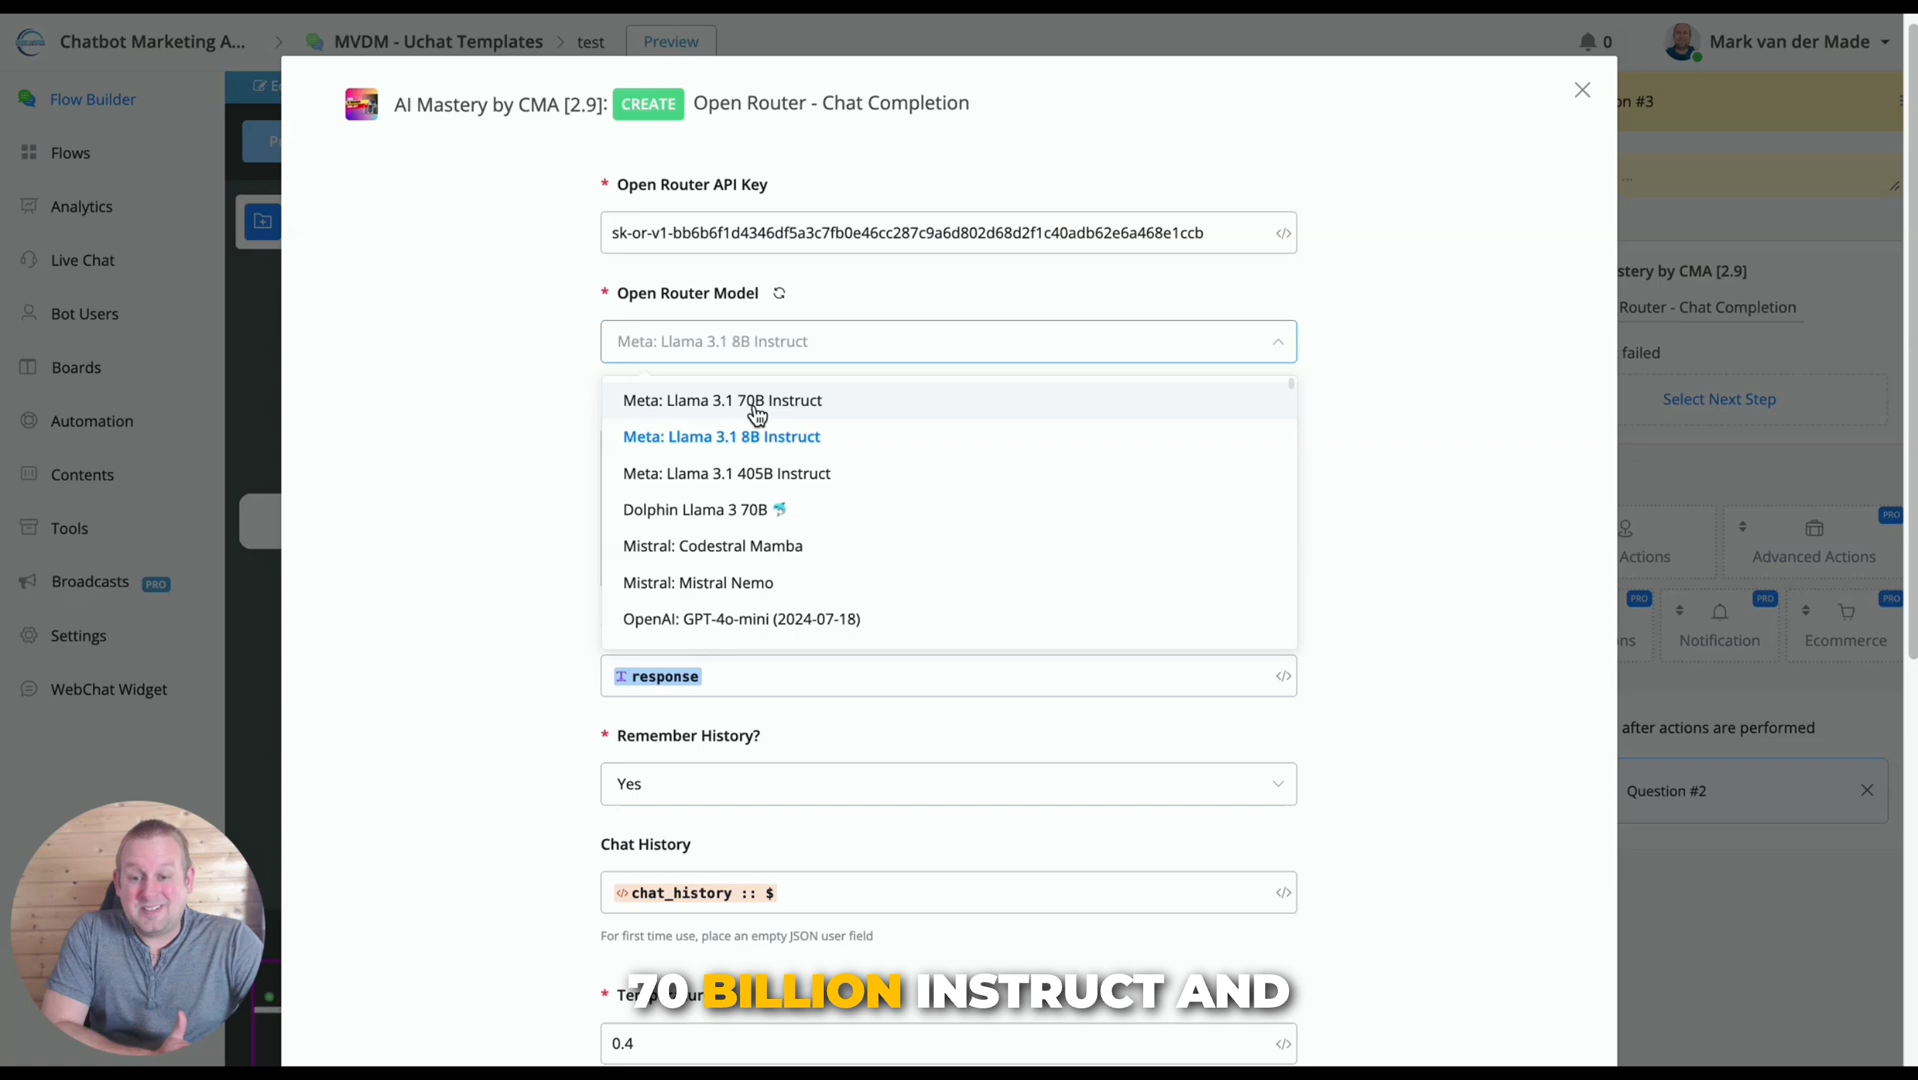 Chatbot Marketing A...
MVDM - Uchat Templates
test
Preview
0
Mark van der Made
Flow Builder
Flows
Analytics
Live Chat
Bot Users
Boards
Automation
Contents
Tools
Broadcasts PRO
Settings
WebChat Widget
AI Mastery by CMA [2.9]: CREATE Open Router - Chat Completion
* Open Router API Key
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
* Open Router Model
Meta: Llama 3.1 8B Instruct
Meta: Llama 3.1 70B Instruct
Meta: Llama 3.1 8B Instruct
Meta: Llama 3.1 405B Instruct
Dolphin Llama 3 70B 🐬
Mistral: Codestral Mamba
Mistral: Mistral Nemo
OpenAI: GPT-4o-mini (2024-07-18)
response
* Remember History?
Yes
Chat History
chat_history :: $
For first time use, place an empty JSON user field
70 BILLION INSTRUCT AND
0.4
on #3
...
stery by CMA [2.9]
Router - Chat Completion
failed
Select Next Step
Actions
PRO
Advanced Actions
PRO
ns
PRO
Notification
PRO
Ecommerce
after actions are performed
Question #2